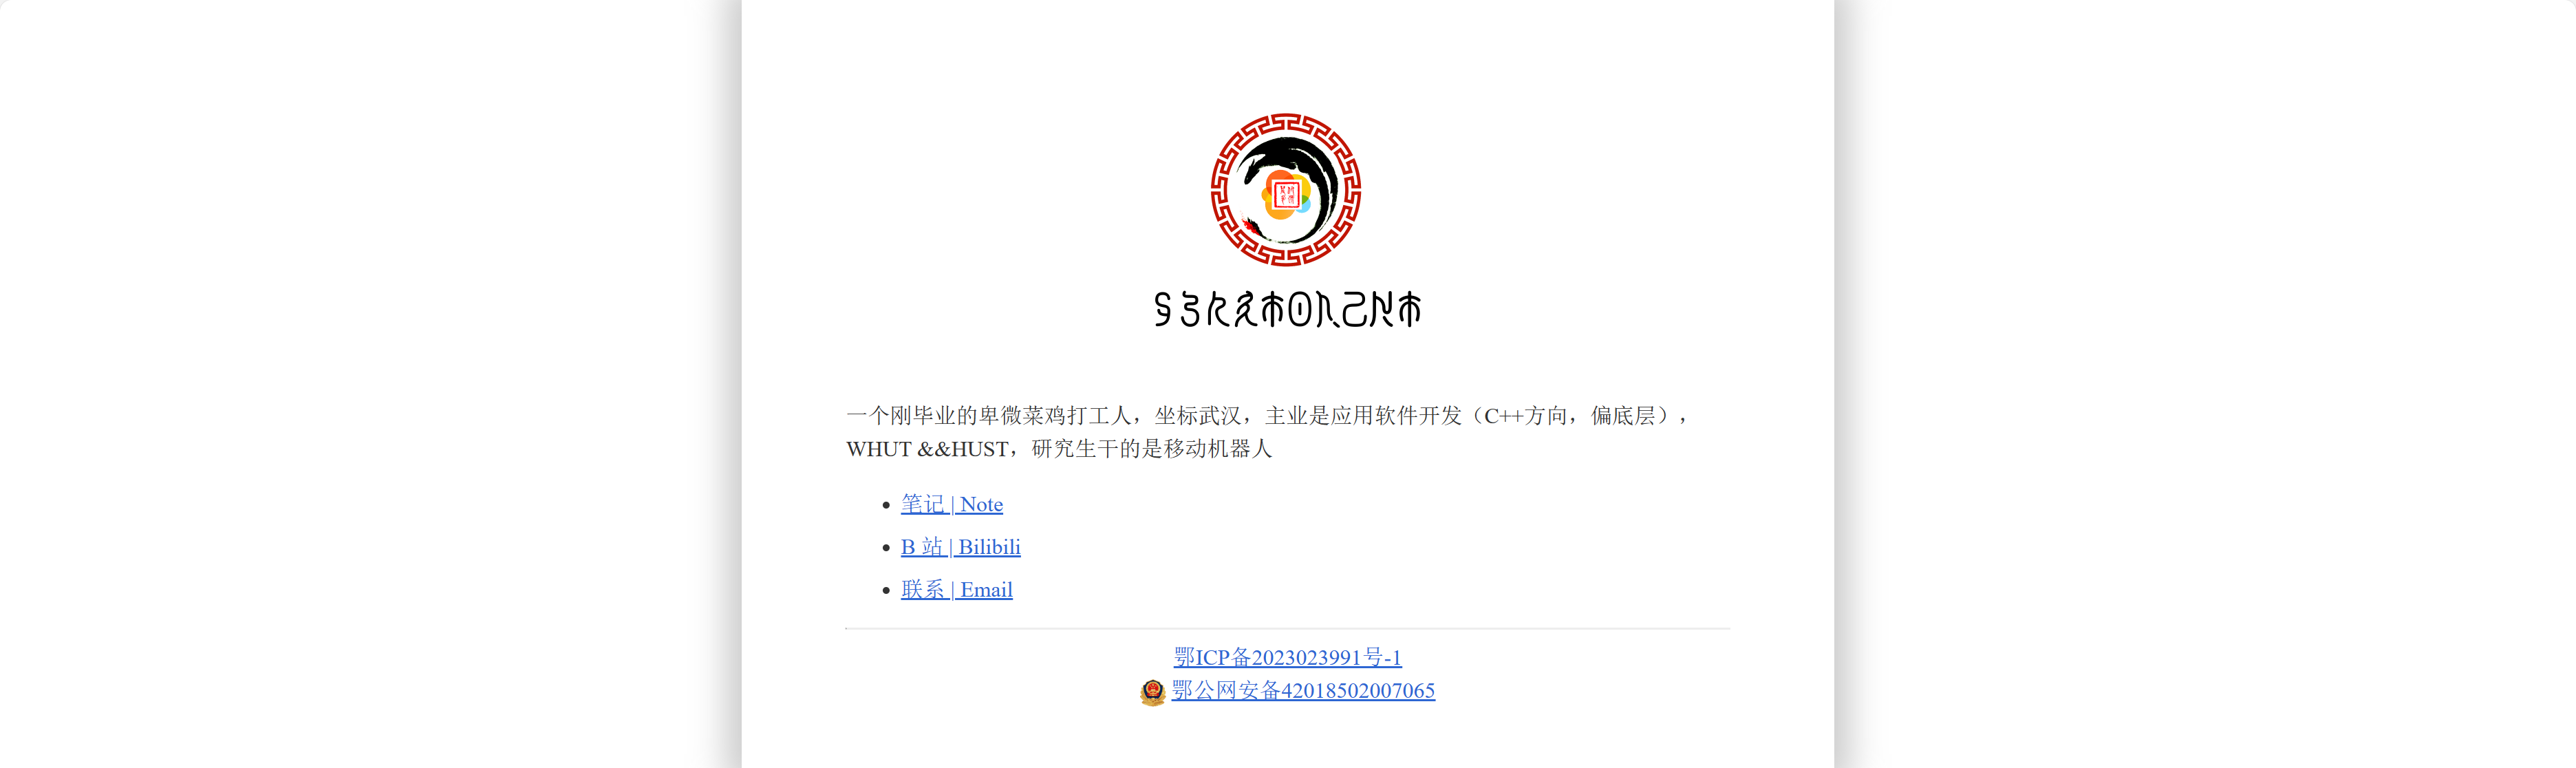 一个刚毕业的卑微菜鸡打工人，坐标武汉，主业是应用软件开发（C++方向，偏底层），
WHUT &&HUST，研究生干的是移动机器人
笔记 | Note
B 站 | Bilibili
联系 | Email
鄂ICP备2023023991号-1
鄂公网安备42018502007065